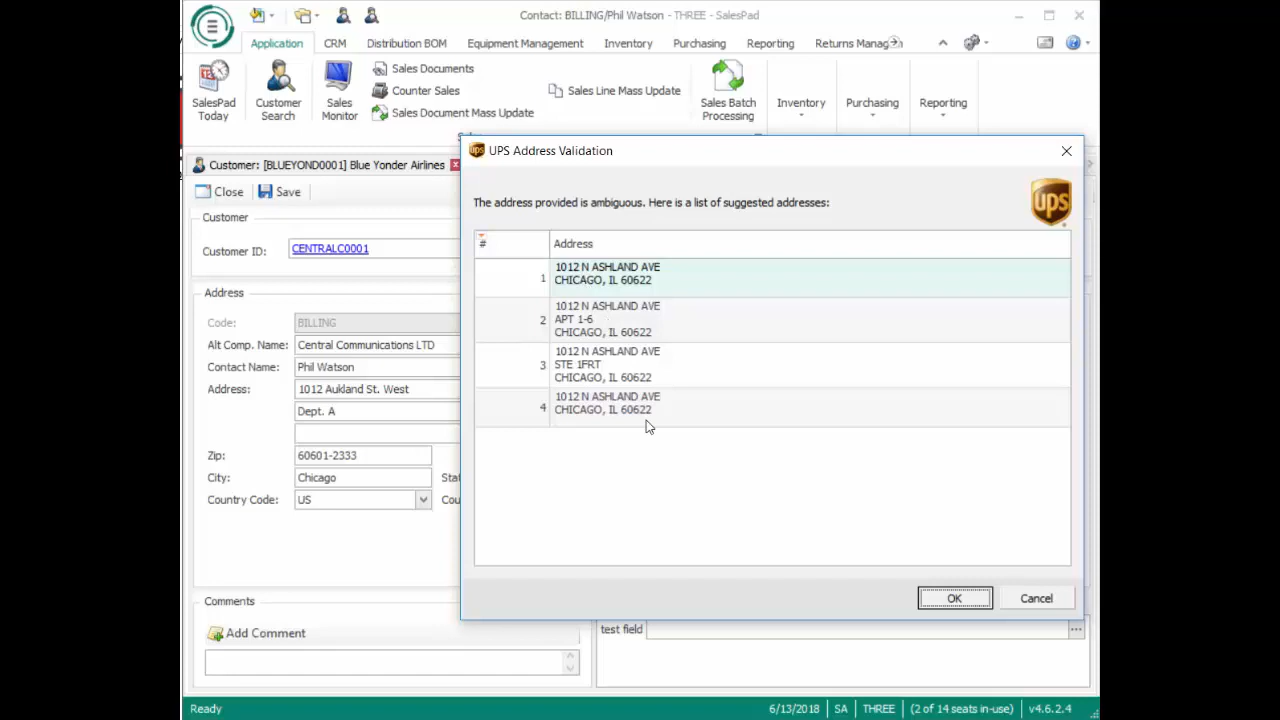 Contact: BILLING/Phil Watson - THREE - SalesPad
Application CRM Distribution BOM Equipment Management Inventory Purchasing Reporting Returns Manag
SalesPad Today
Customer Search
Sales Monitor
Sales Documents
Counter Sales
Sales Document Mass Update
Sales Line Mass Update
Sales Batch Processing
Inventory
Purchasing
Reporting
Customer: [BLUEYOND0001] Blue Yonder Airlines
Close Save
Customer
Customer ID: CENTRALC0001
Address
Code: BILLING
Alt Comp. Name: Central Communications LTD
Contact Name: Phil Watson
Address: 1012 Aukland St. West
Dept. A
Zip: 60601-2333
City: Chicago Stat
Country Code: US Cou
Comments
Add Comment
UPS Address Validation
The address provided is ambiguous. Here is a list of suggested addresses:
ups
# Address
1 1012 N ASHLAND AVE
CHICAGO, IL 60622
2 1012 N ASHLAND AVE
APT 1-6
CHICAGO, IL 60622
3 1012 N ASHLAND AVE
STE 1FRT
CHICAGO, IL 60622
4 1012 N ASHLAND AVE
CHICAGO, IL 60622
OK Cancel
test field
Ready 6/13/2018 SA THREE (2 of 14 seats in-use) v4.6.2.4